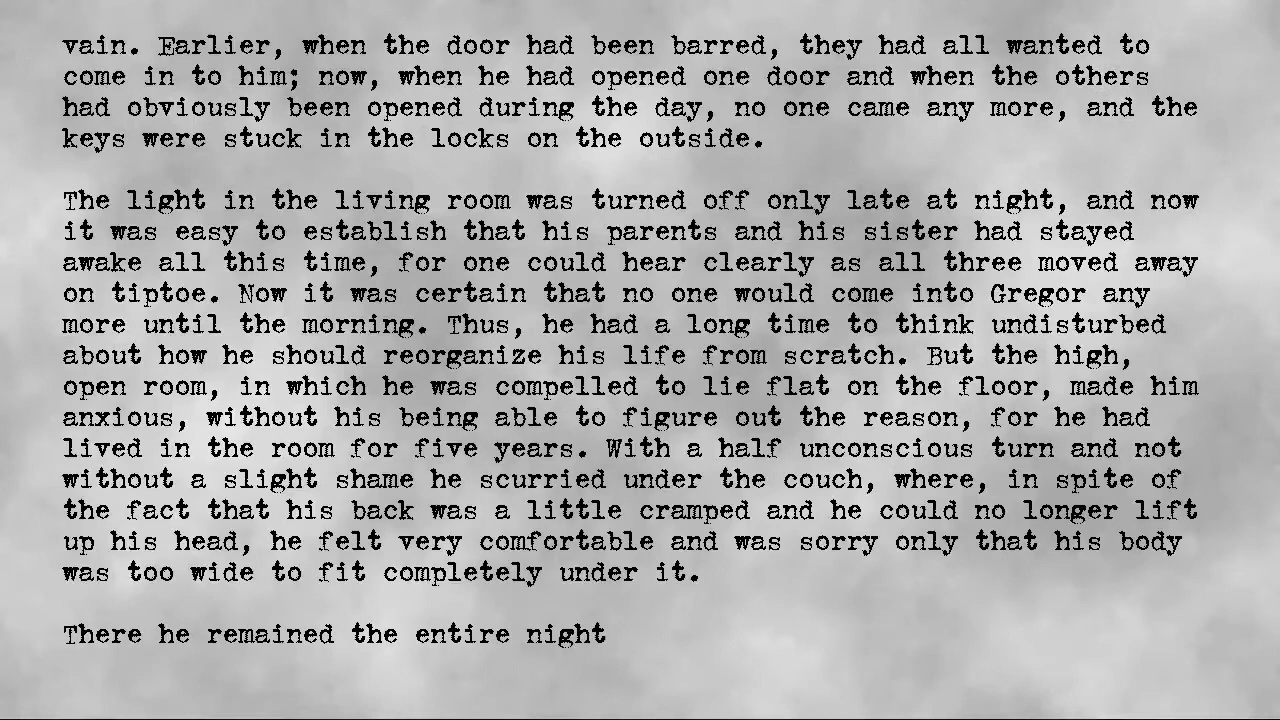 vain. Earlier, when the door had been barred, they had all wanted to
come in to him; now, when he had opened one door and when the others
had obviously been opened during the day, no one came any more, and the
keys were stuck in the locks on the outside.
The light in the living room was turned off only late at night, and now
it was easy to establish that his parents and his sister had stayed
awake all this time, for one could hear clearly as all three moved away
on tiptoe. Now it was certain that no one would come into Gregor any
more until the morning. Thus, he had a long time to think undisturbed
about how he should reorganize his life from scratch. But the high,
open room, in which he was compelled to lie flat on the floor, made him
anxious, without his being able to figure out the reason, for he had
lived in the room for five years. With a half unconscious turn and not
without a slight shame he scurried under the couch, where, in spite of
the fact that his back was a little cramped and he could no longer lift
up his head, he felt very comfortable and was sorry only that his body
was too wide to fit completely under it.
There he remained the entire night